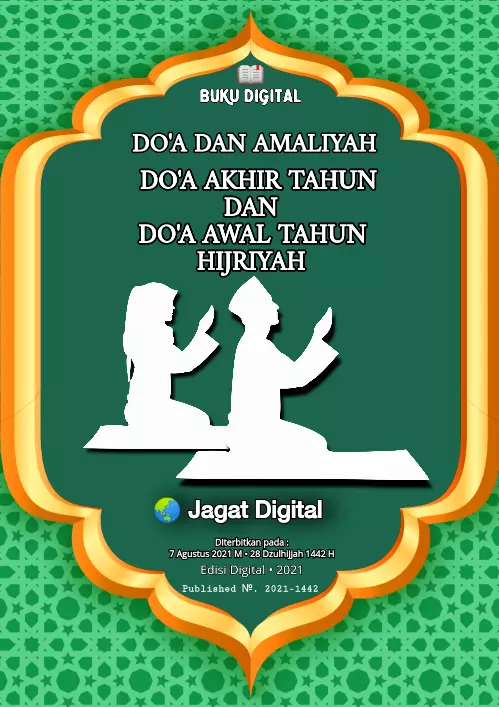 BUKU DIGITAL
DO'A DAN AMALIYAH
DO'A AKHIR TAHUN
DAN
DO'A AWAL TAHUN
HIJRIYAH
Jagat Digital
Diterbitkan pada :
7 Agustus 2021 M • 28 Dzulhijjah 1442 H
Edisi Digital • 2021
Published №. 2021-1442